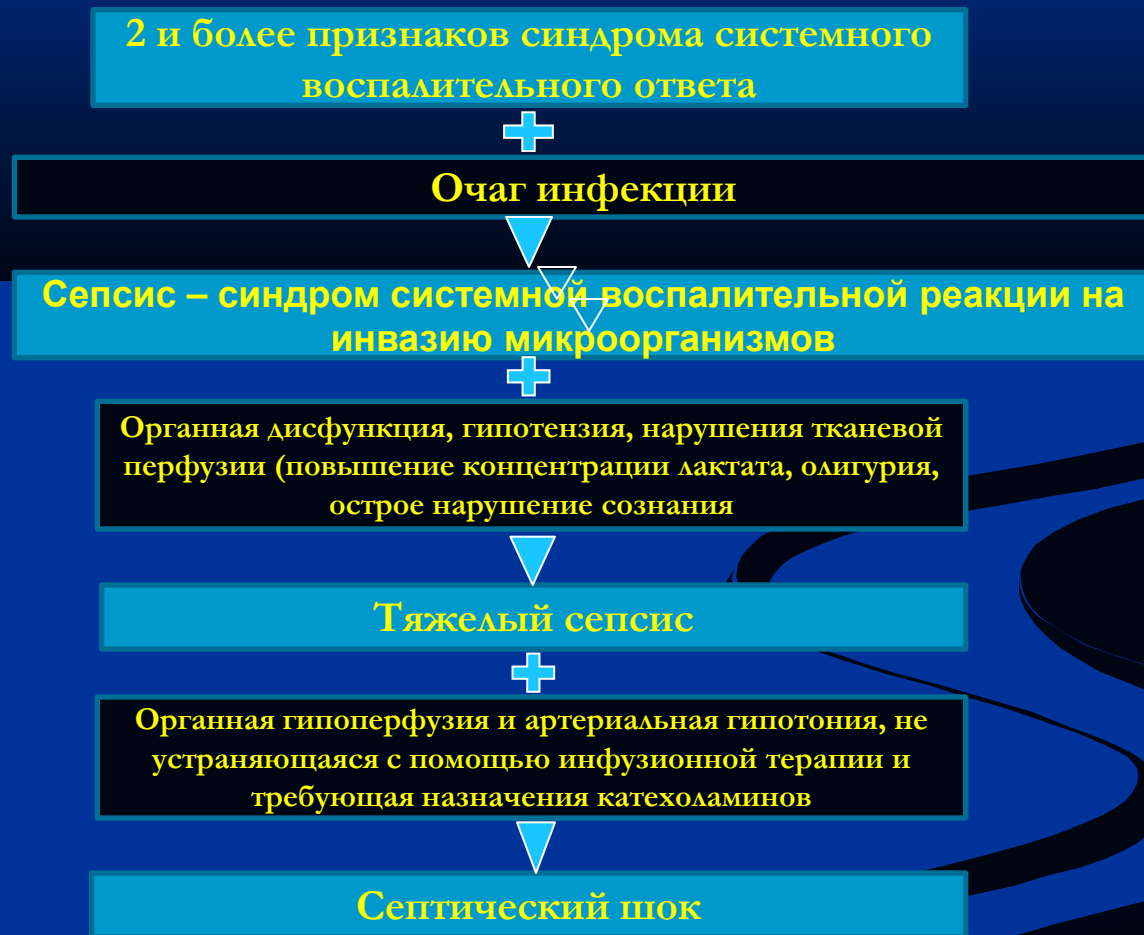 2 и более признаков синдрома системного
воспалительного ответа
Очаг инфекции
Сепсис – синдром системной воспалительной реакции на
инвазию микроорганизмов
Органная дисфункция, гипотензия, нарушения тканевой
перфузии (повышение концентрации лактата, олигурия,
острое нарушение сознания
Тяжелый сепсис
Органная гипоперфузия и артериальная гипотония, не
устраняющаяся с помощью инфузионной терапии и
требующая назначения катехоламинов
Септический шок